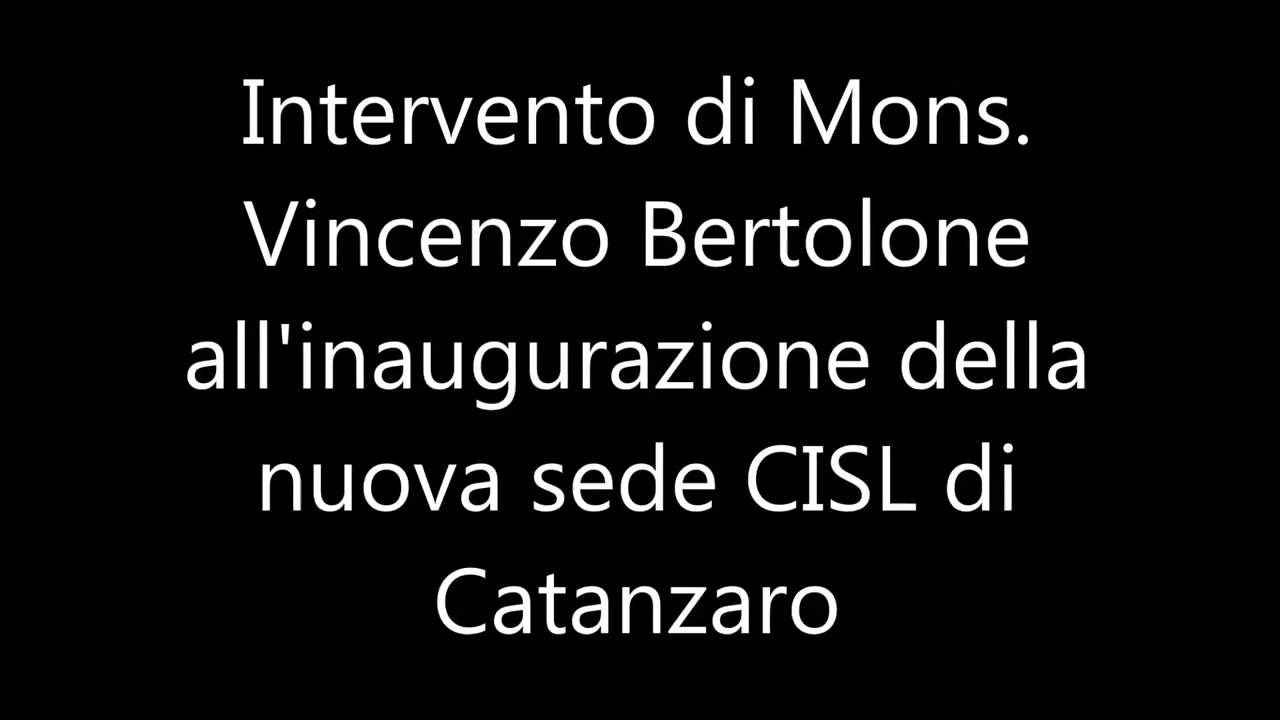 Intervento di Mons.
Vincenzo Bertolone
all'inaugurazione della
nuova sede CISL di
Catanzaro